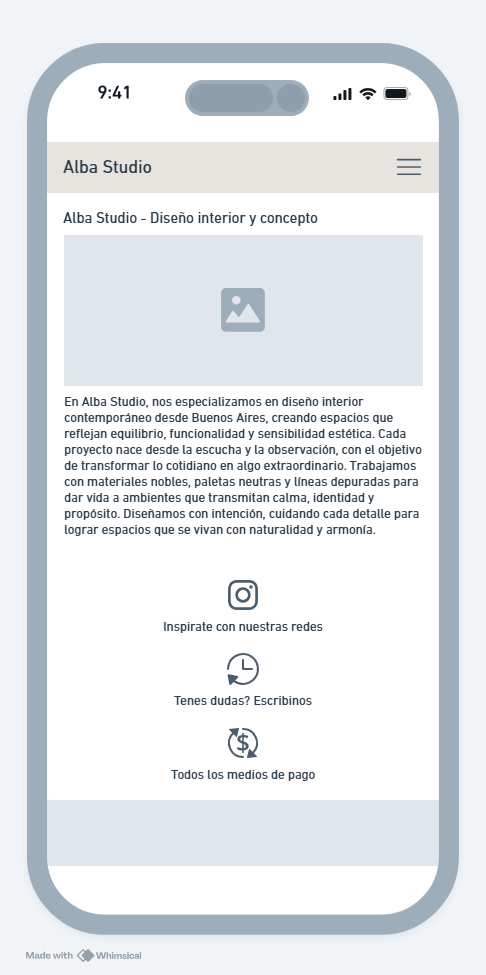 9:41
Alba Studio
Alba Studio - Diseño interior y concepto
En Alba Studio, nos especializamos en diseño interior
contemporáneo desde Buenos Aires, creando espacios que
reflejan equilibrio, funcionalidad y sensibilidad estética. Cada
proyecto nace desde la escucha y la observación, con el objetivo
de transformar lo cotidiano en algo extraordinario. Trabajamos
con materiales nobles, paletas neutras y líneas depuradas para
dar vida a ambientes que transmitan calma, identidad y
propósito. Diseñamos con intención, cuidando cada detalle para
lograr espacios que se vivan con naturalidad y armonía.
Inspirate con nuestras redes
Tenes dudas? Escribinos
$
Todos los medios de pago
Made with Whimsical